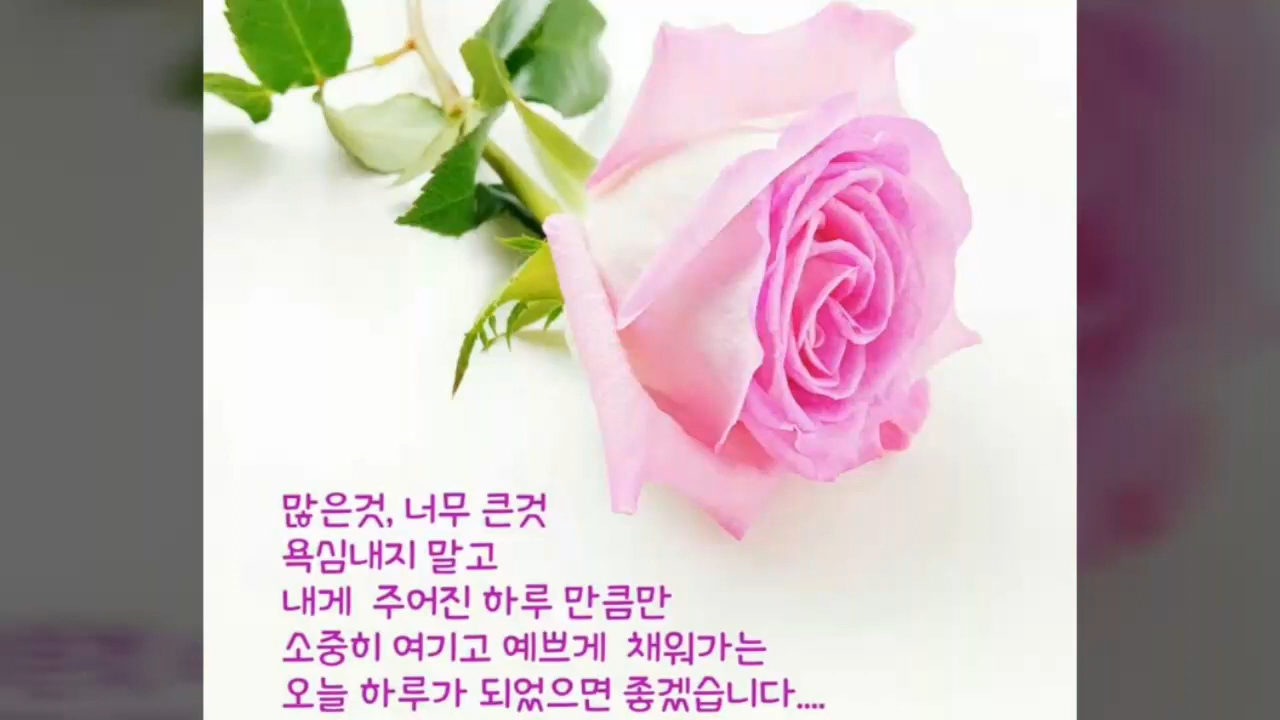 많은것, 너무 큰것
욕심내지 말고
내게 주어진 하루 만큼만
소중히 여기고 예쁘게 채워가는
오늘 하루가 되었으면 좋겠습니다....